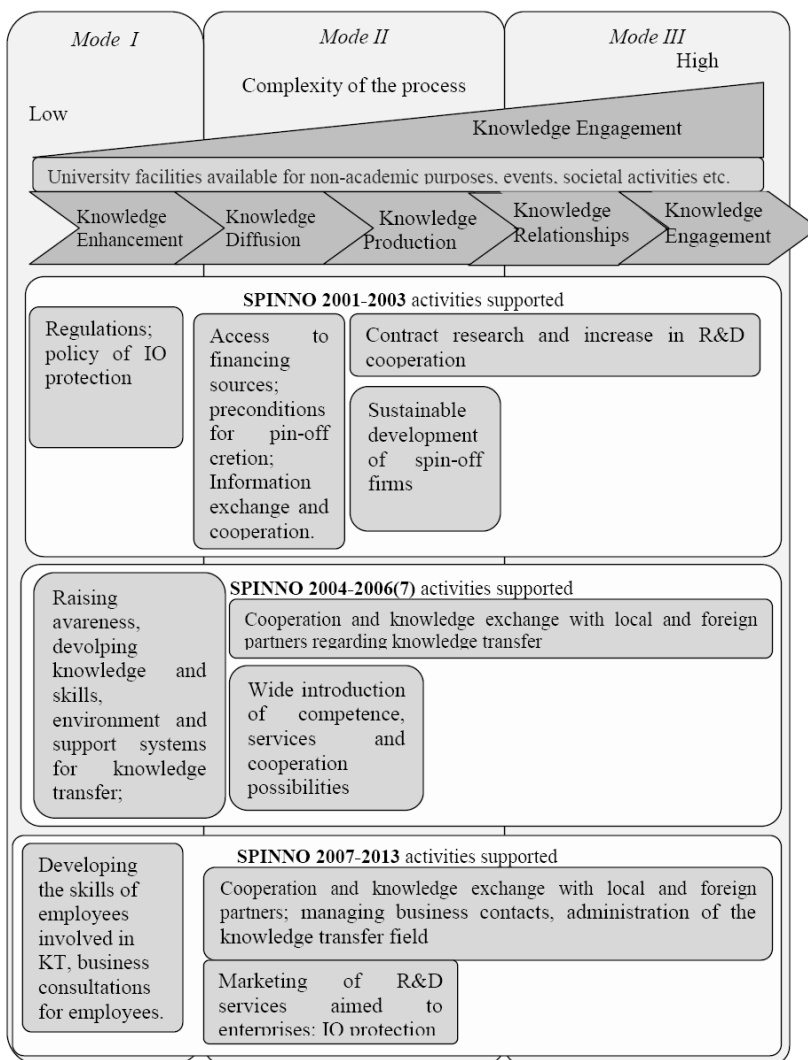 Mode I
Mode II
Mode III
High
Complexity of the process
Low
Knowledge Engagement
University facilities available for non-academic purposes, events, societal activities etc.
Knowledge
Enhancement
Knowledge
Diffusion
Knowledge
Production
Knowledge
Relationships
Knowledge
Engagement
SPINNO 2001-2003 activities supported
Regulations;
policy of IO
protection
Access to
financing
sources;
preconditions
for pin-off
cretion;
Information
exchange and
cooperation.
Contract research and increase in R&D
cooperation
Sustainable
development
of spin-off
firms
SPINNO 2004-2006(7) activities supported
Raising
avareness,
devolping
knowledge and
skills,
environment and
support systems
for knowledge
transfer;
Cooperation and knowledge exchange with local and foreign
partners regarding knowledge transfer
Wide introduction
of competence,
services and
cooperation
possibilities
SPINNO 2007-2013 activities supported
Developing
the skills of
employees
involved in
KT, business
consultations
for employees.
Cooperation and knowledge exchange with local and foreign
partners; managing business contacts, administration of the
knowledge transfer field
Marketing of R&D
services aimed to
enterprises; IO protection